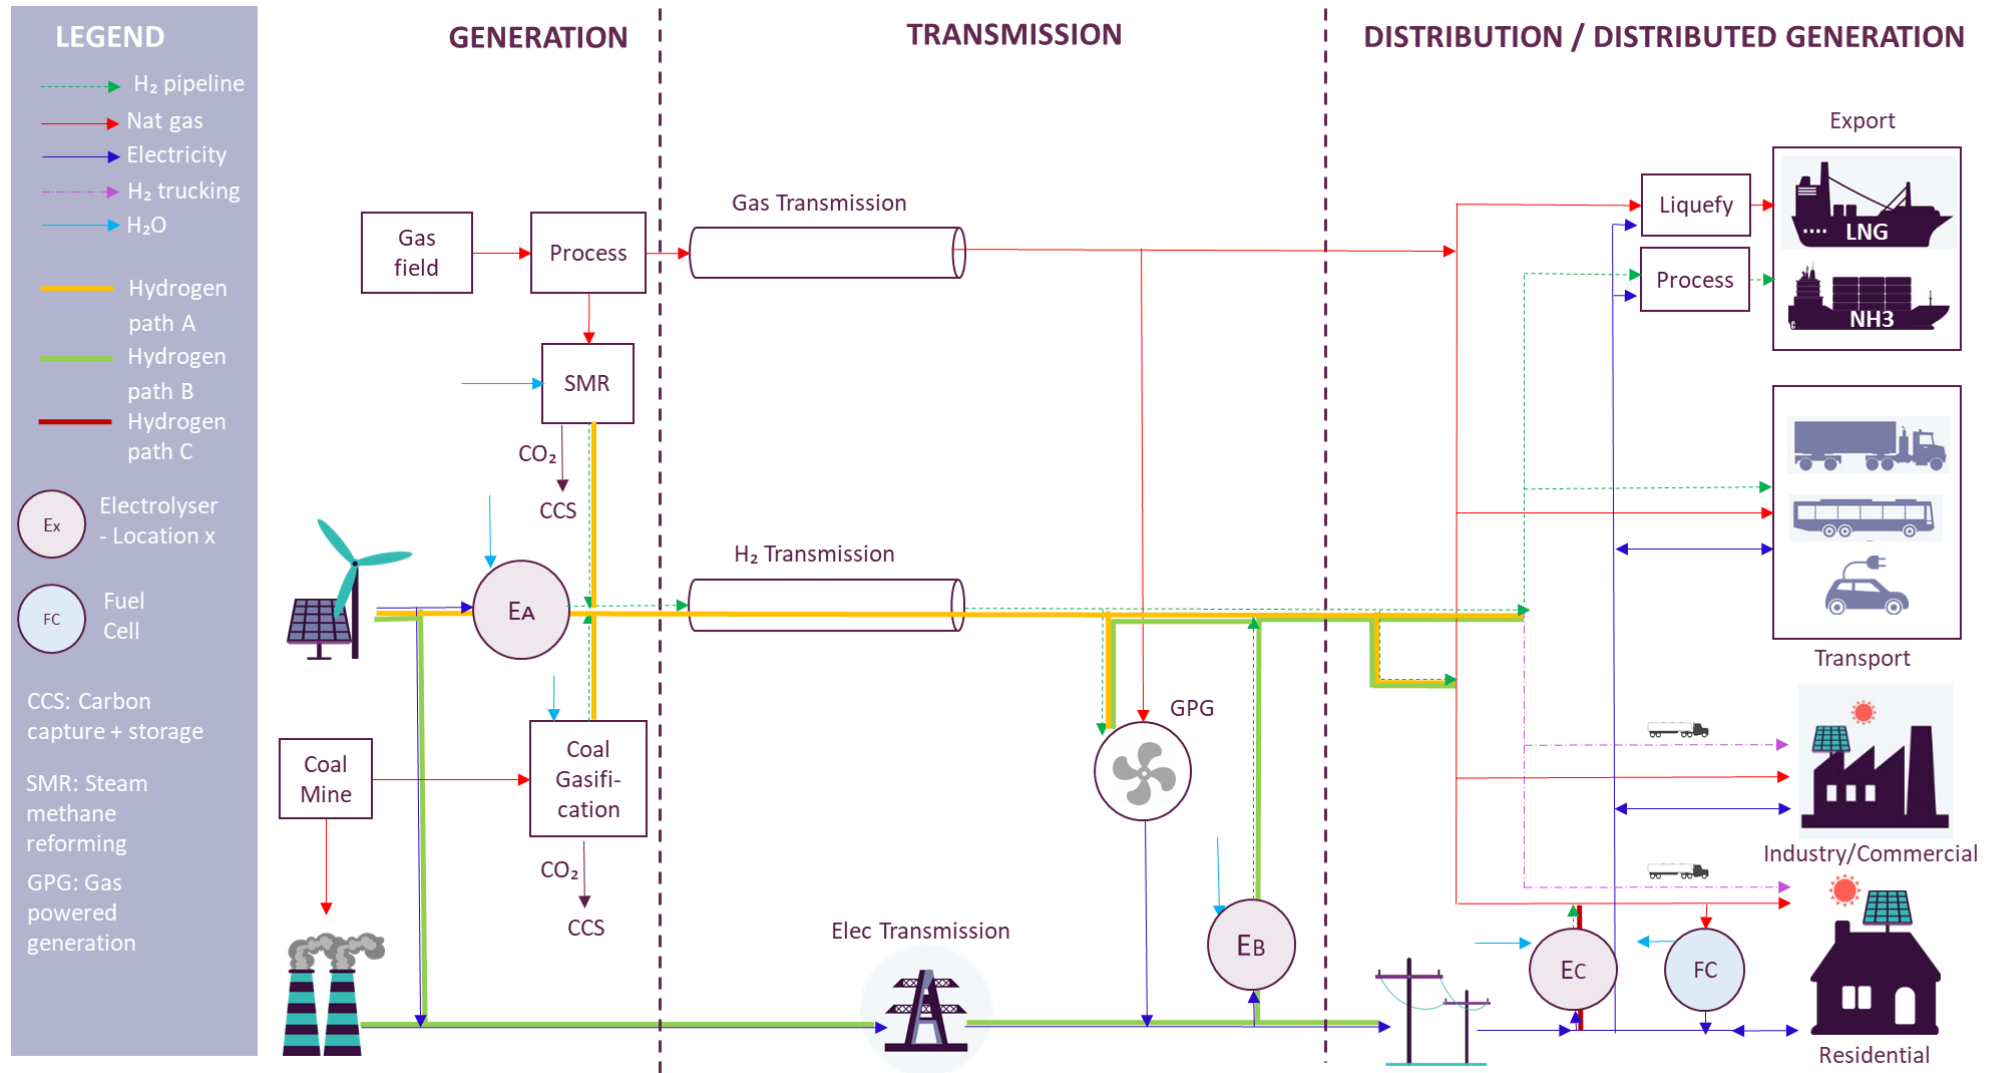 LEGEND
H₂ pipeline
Nat gas
Electricity
H₂ trucking
H₂O
Hydrogen
path A
Hydrogen
path B
Hydrogen
path C
Ex
Electrolyser
- Location x
FC
Fuel
Cell
CCS: Carbon
capture + storage
SMR: Steam
methane
reforming
GPG: Gas
powered
generation
GENERATION
Gas
field
Process
SMR
CO₂
CCS
EA
Coal
Mine
Coal
Gasifi-
cation
CO₂
CCS
TRANSMISSION
Gas Transmission
H₂ Transmission
GPG
EB
Elec Transmission
DISTRIBUTION / DISTRIBUTED GENERATION
Export
Liquefy
LNG
Process
NH3
Transport
Industry/Commercial
EC
FC
Residential